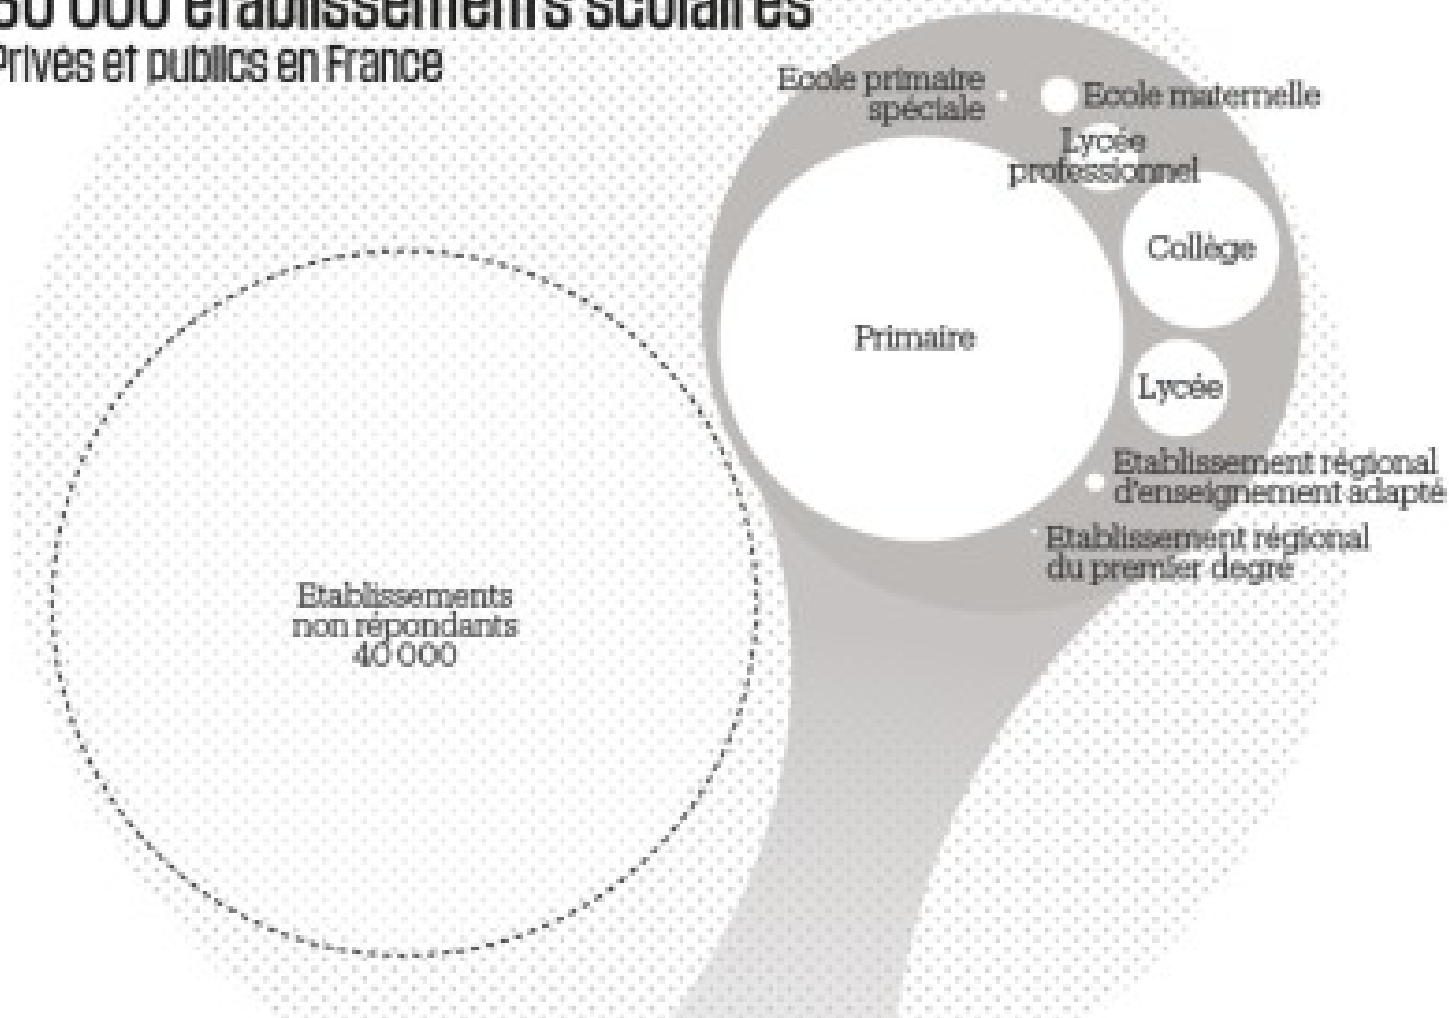 000 établissements scolaires
Privés et publics en France
Ecole primaire
spéciale
Ecole maternelle
Lycée
professionnel
Collège
Primaire
Lycée
Etablissement régional
d'enseignement adapté
Etablissement régional
du premier degré
Etablissements
non répondants
40 000